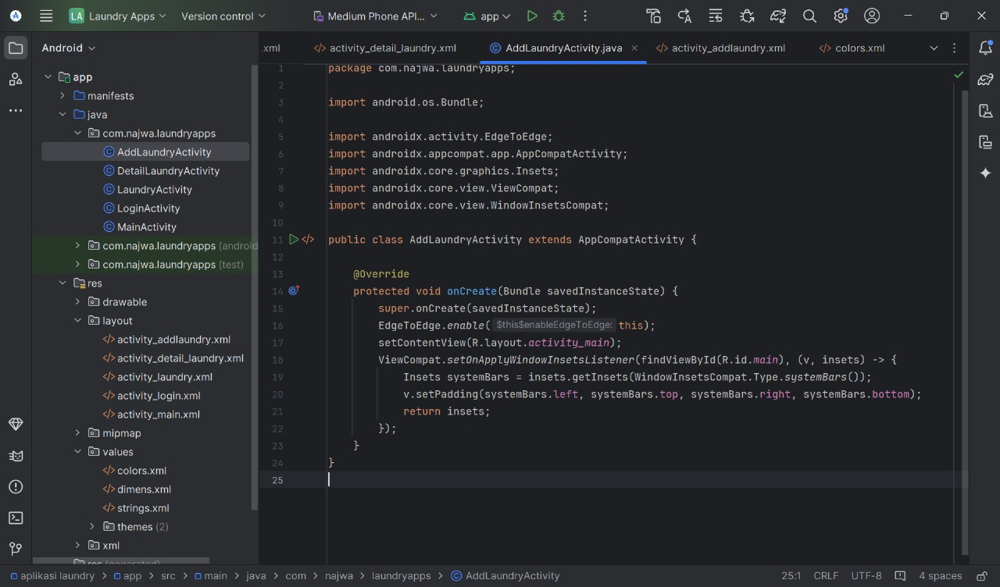 LA Laundry Apps Version control Medium Phone API... app
Android
.xml activity_detail_laundry.xml AddLaundryActivity.java activity_addlaundry.xml colors.xml
app
manifests
java
com.najwa.laundryapps
AddLaundryActivity
DetailLaundryActivity
LaundryActivity
LoginActivity
MainActivity
com.najwa.laundryapps (android
com.najwa.laundryapps (test)
res
drawable
layout
activity_addlaundry.xml
activity_detail_laundry.xml
activity_laundry.xml
activity_login.xml
activity_main.xml
mipmap
values
colors.xml
dimens.xml
strings.xml
themes (2)
xml
res (generated)
1 package com.najwa.laundryapps;
2
3 import android.os.Bundle;
4
5 import androidx.activity.EdgeToEdge;
6 import androidx.appcompat.app.AppCompatActivity;
7 import androidx.core.graphics.Insets;
8 import androidx.core.view.ViewCompat;
9 import androidx.core.view.WindowInsetsCompat;
10
11 public class AddLaundryActivity extends AppCompatActivity {
12
13 @Override
14 protected void onCreate(Bundle savedInstanceState) {
15 super.onCreate(savedInstanceState);
16 EdgeToEdge.enable( $this$enableEdgeToEdge: this);
17 setContentView(R.layout.activity_main);
18 ViewCompat.setOnApplyWindowInsetsListener(findViewById(R.id.main), (v, insets) -> {
19 Insets systemBars = insets.getInsets(WindowInsetsCompat.Type.systemBars());
20 v.setPadding(systemBars.left, systemBars.top, systemBars.right, systemBars.bottom);
21 return insets;
22 });
23 }
24 }
25
aplikasi laundry > app > src > main > java > com > najwa > laundryapps > AddLaundryActivity 25:1 CRLF UTF-8 4 spaces